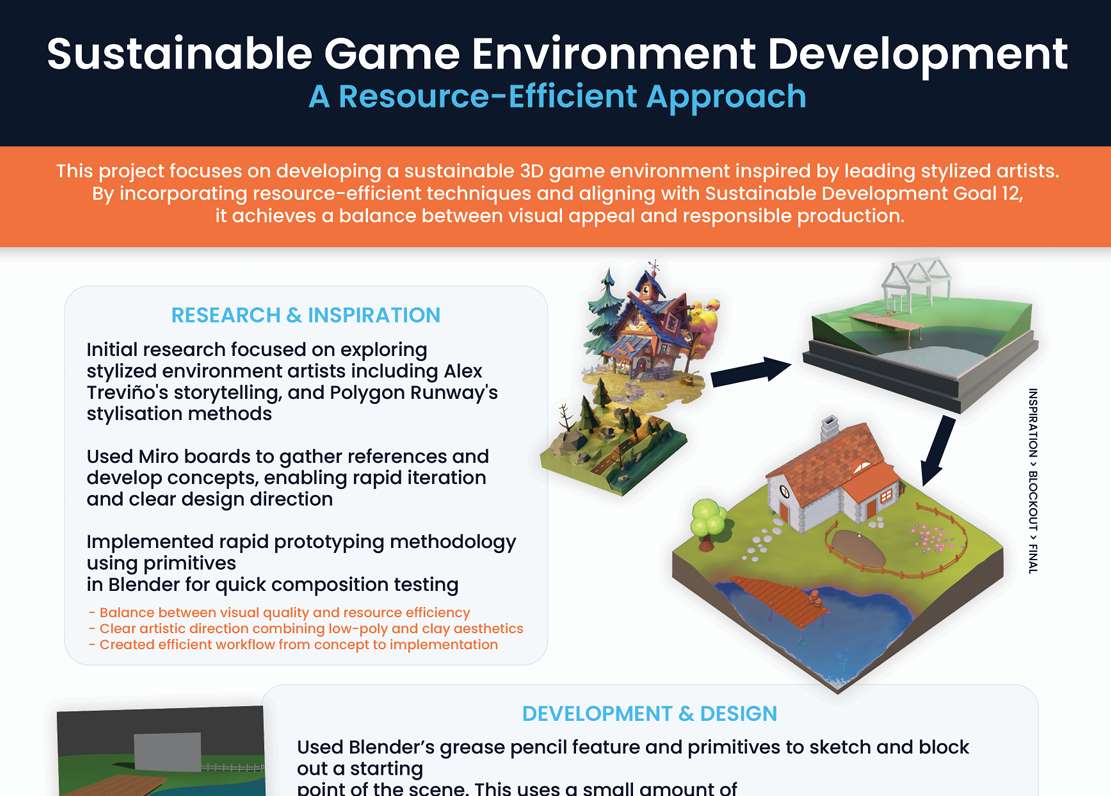 Sustainable Game Environment Development
A Resource-Efficient Approach
This project focuses on developing a sustainable 3D game environment inspired by leading stylized artists.
By incorporating resource-efficient techniques and aligning with Sustainable Development Goal 12,
it achieves a balance between visual appeal and responsible production.
RESEARCH & INSPIRATION
Initial research focused on exploring
stylized environment artists including Alex
Treviño's storytelling, and Polygon Runway's
stylisation methods
Used Miro boards to gather references and
develop concepts, enabling rapid iteration
and clear design direction
Implemented rapid prototyping methodology
using primitives
in Blender for quick composition testing
- Balance between visual quality and resource efficiency
- Clear artistic direction combining low-poly and clay aesthetics
- Created efficient workflow from concept to implementation
INSPIRATION > BLOCKOUT > FINAL
DEVELOPMENT & DESIGN
Used Blender’s grease pencil feature and primitives to sketch and block
out a starting
point of the scene. This uses a small amount of